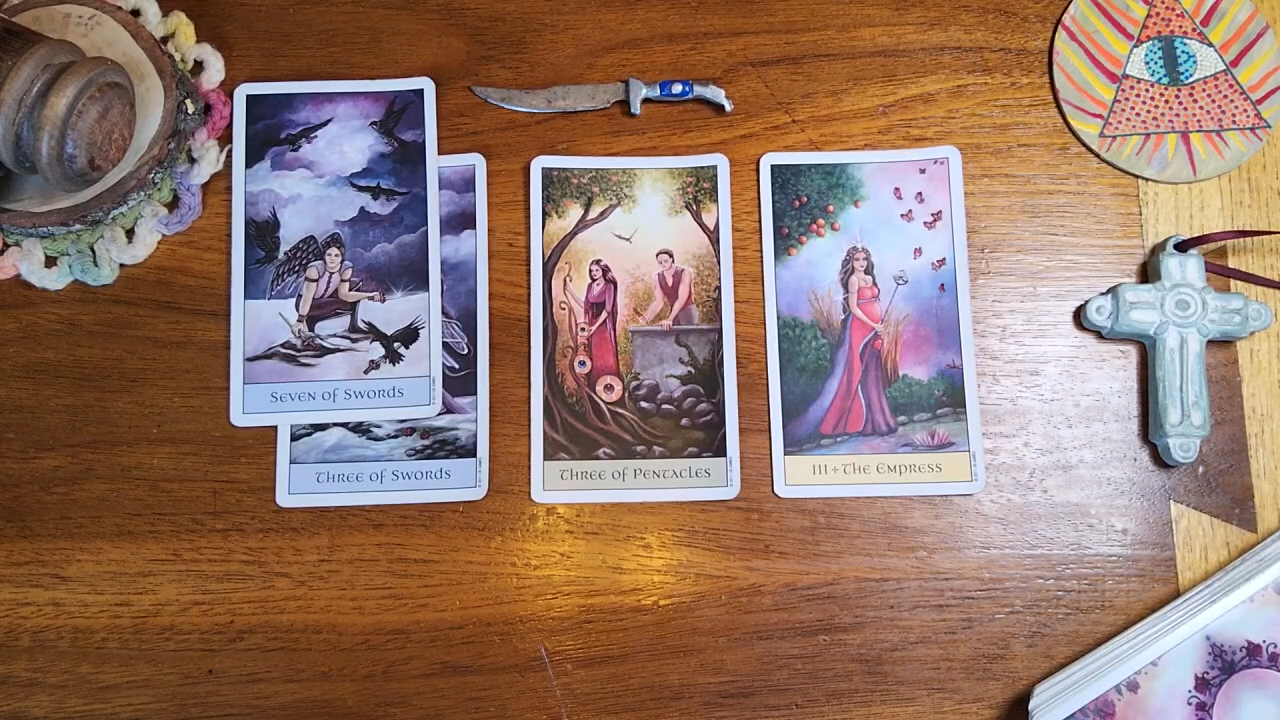 Seven of Swords
Three of Swords
Three of Pentacles
III + The Empress